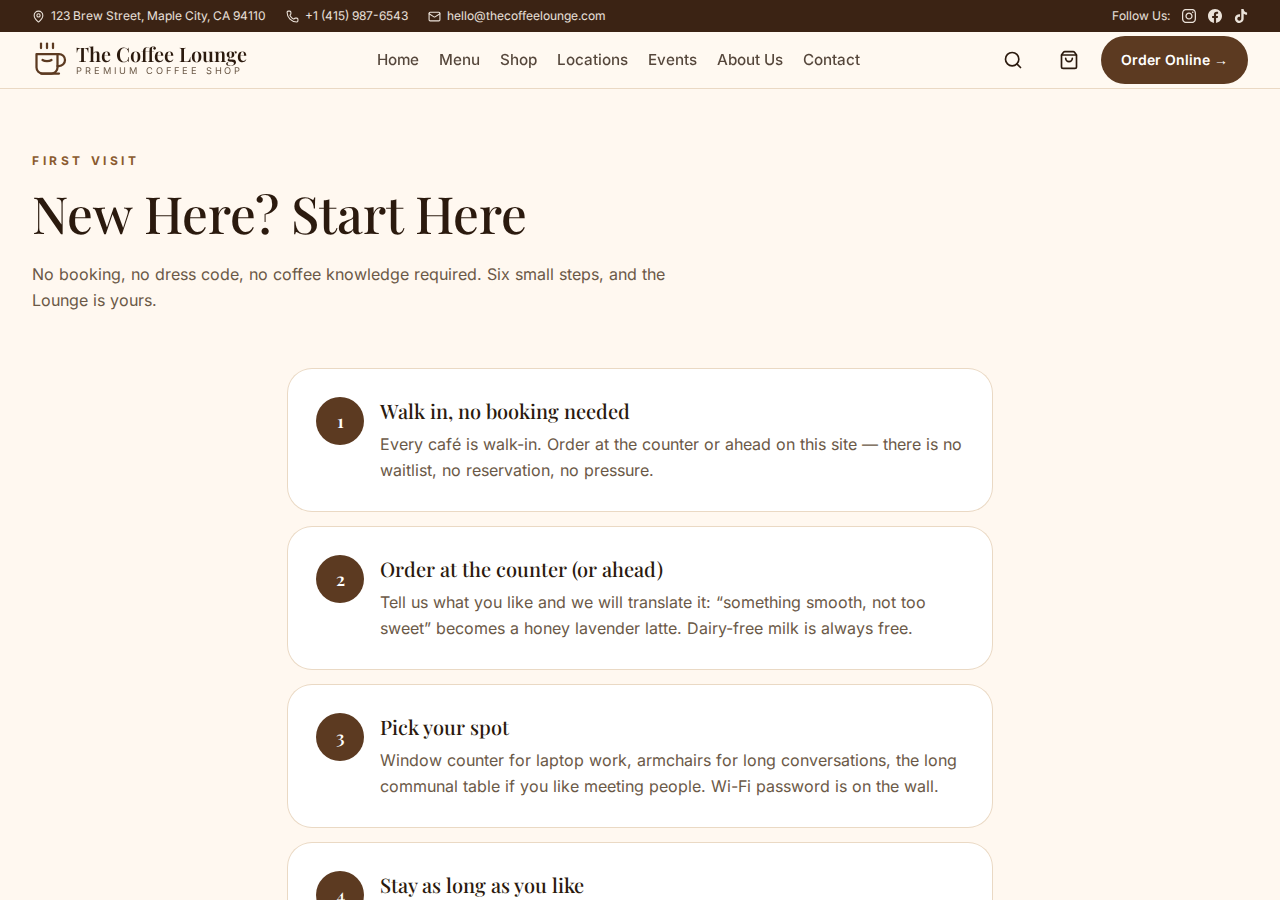 123 Brew Street, Maple City, CA 94110
+1 (415) 987-6543
hello@thecoffeelounge.com
Follow Us:
The Coffee Lounge
PREMIUM COFFEE SHOP
Home
Menu
Shop
Locations
Events
About Us
Contact
Order Online →
FIRST VISIT
New Here? Start Here
No booking, no dress code, no coffee knowledge required. Six small steps, and the
Lounge is yours.
1
Walk in, no booking needed
Every café is walk-in. Order at the counter or ahead on this site — there is no
waitlist, no reservation, no pressure.
2
Order at the counter (or ahead)
Tell us what you like and we will translate it: “something smooth, not too
sweet” becomes a honey lavender latte. Dairy-free milk is always free.
3
Pick your spot
Window counter for laptop work, armchairs for long conversations, the long
communal table if you like meeting people. Wi-Fi password is on the wall.
4
Stay as long as you like